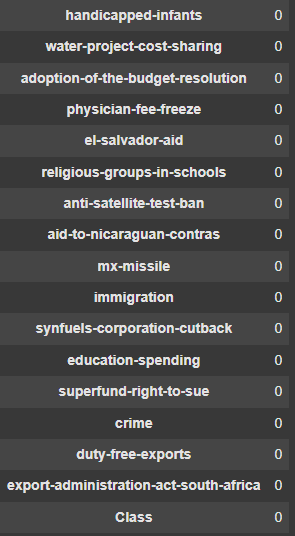 handicapped-infants 0
water-project-cost-sharing 0
adoption-of-the-budget-resolution 0
physician-fee-freeze 0
el-salvador-aid 0
religious-groups-in-schools 0
anti-satellite-test-ban 0
aid-to-nicaraguan-contras 0
mx-missile 0
immigration 0
synfuels-corporation-cutback 0
education-spending 0
superfund-right-to-sue 0
crime 0
duty-free-exports 0
export-administration-act-south-africa 0
Class 0